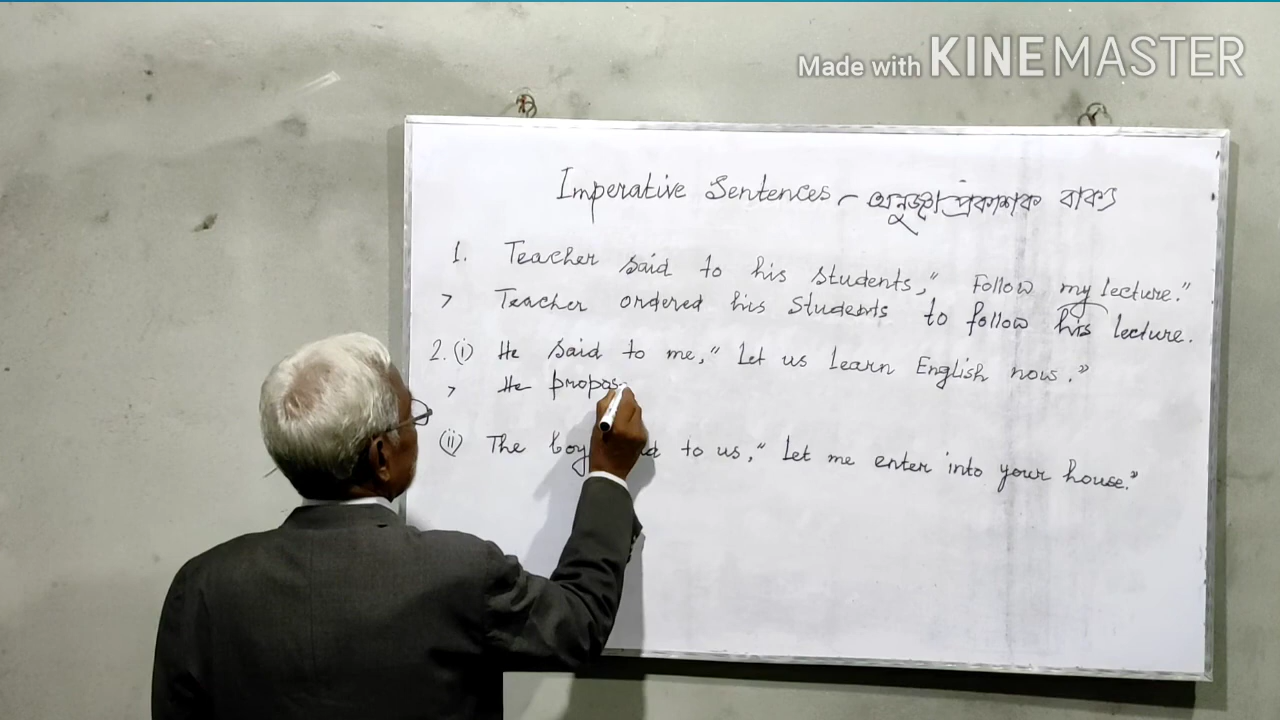 Made with KINEMASTER
Imperative Sentences - অনুজ্ঞা প্রকাশক বাক্য
1. Teacher said to his students, " Follow my lecture."
> Teacher ordered his students to follow his lecture.
2. (i) He said to me, " Let us learn English now."
> He propos
(ii) The boy to us, " Let me enter into your house."